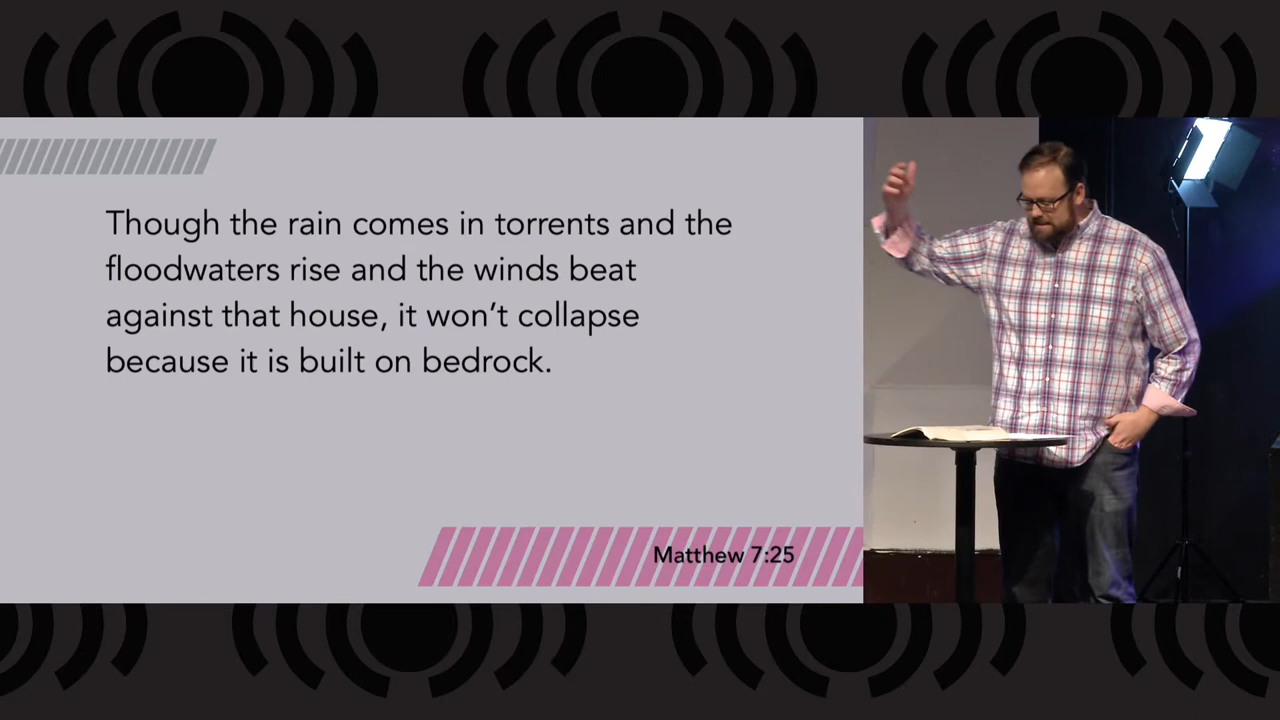 Though the rain comes in torrents and the
floodwaters rise and the winds beat
against that house, it won’t collapse
because it is built on bedrock.
Matthew 7:25